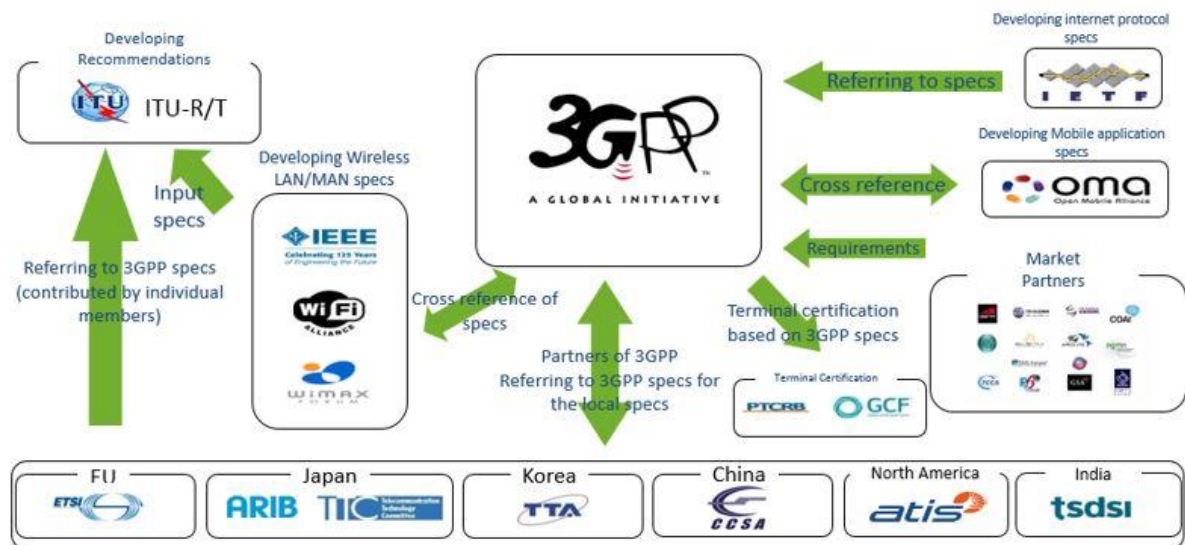 Developing
Recommendations
ITU
ITU-R/T
Developing internet protocol
specs
IETF
Referring to specs
3GPP
TM
A GLOBAL INITIATIVE
Developing Mobile application
specs
Cross reference
oma
Open Mobile Alliance
Developing Wireless
LAN/MAN specs
Input
specs
IEEE
Celebrating 125 Years
of Engineering the Future
Wi Fi
ALLIANCE
WiMAX
FORUM
Requirements
Market
Partners
COAI
TCCA
GSA
Referring to 3GPP specs
(contributed by individual
members)
Cross reference of
specs
Terminal certification
based on 3GPP specs
Partners of 3GPP
Referring to 3GPP specs for
the local specs
Terminal Certification
PTCRB
GCF
EU
ETSI
Japan
ARIB
TTC
Telecommunication
Technology
Committee
Korea
TTA
China
CCSA
North America
atis
India
tsdsi